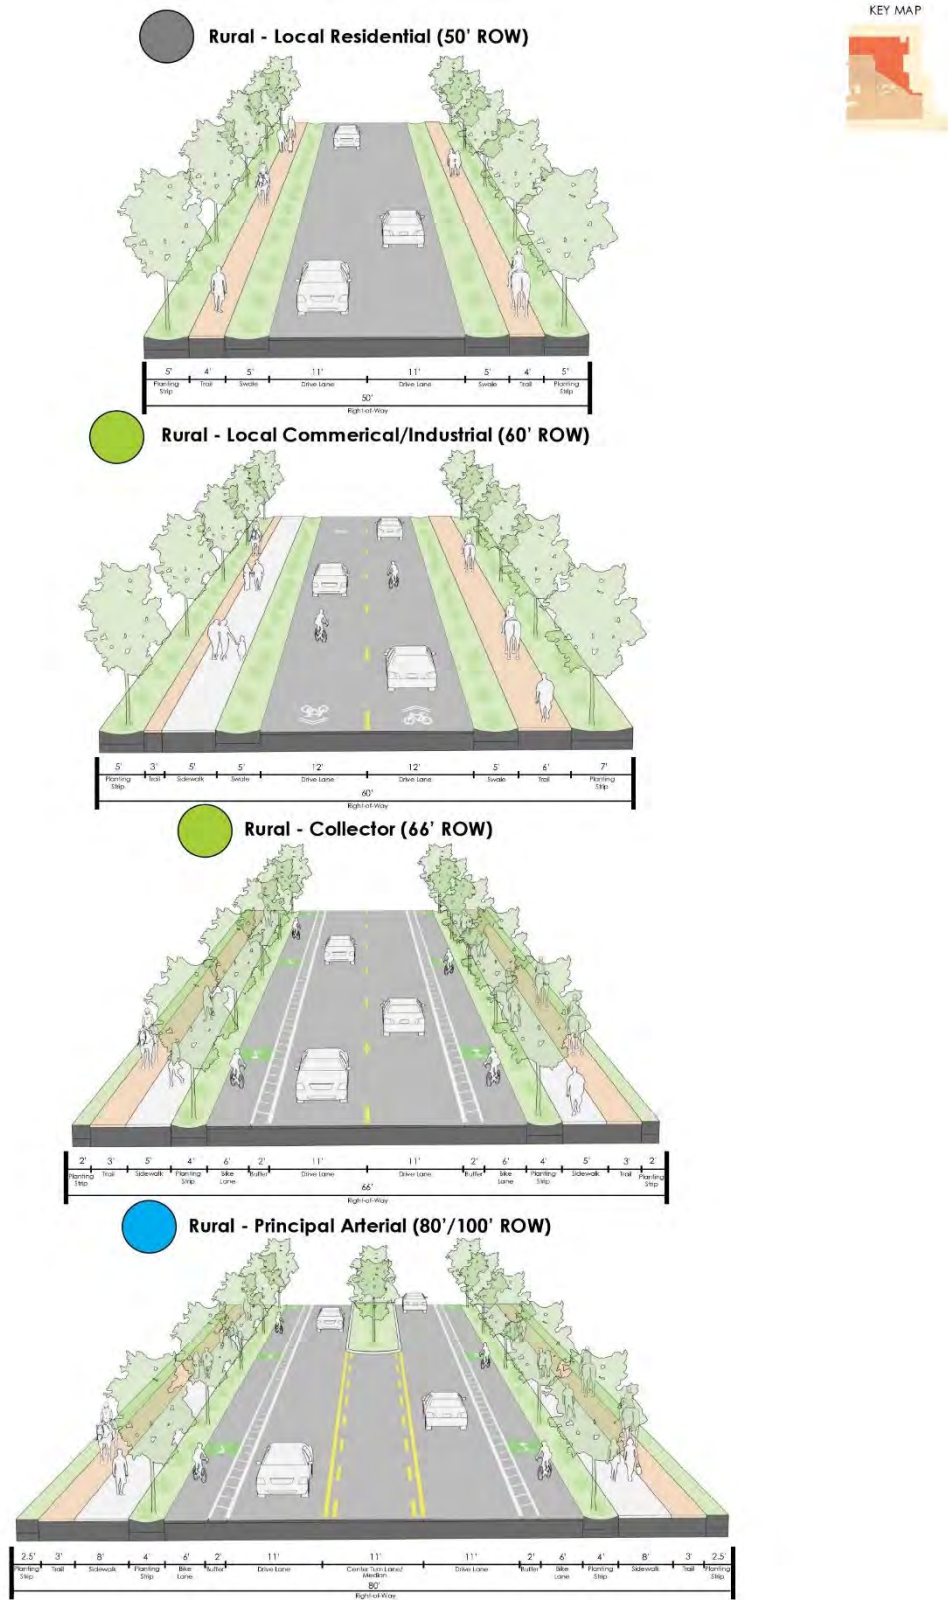 KEY MAP
Rural - Local Residential (50' ROW)
5' 4' 5' 11' 11' 5' 4' 5'
Planting Strip Trail Swale Drive Lane Drive Lane Swale Trail Planting Strip
50'
Right-of-Way
Rural - Local Commerical/Industrial (60' ROW)
5' 3' 5' 5' 12' 12' 5' 6' 7'
Planting Strip Trail Sidewalk Swale Drive Lane Drive Lane Swale Trail Planting Strip
60'
Right-of-Way
Rural - Collector (66' ROW)
2' 3' 5' 4' 6' 2' 11' 11' 2' 6' 4' 5' 3' 2'
Planting Strip Trail Sidewalk Planting Strip Bike Lane Buffer Drive Lane Drive Lane Buffer Bike Lane Planting Strip Sidewalk Trail Planting Strip
66'
Right-of-Way
Rural - Principal Arterial (80'/100' ROW)
2.5' 3' 8' 4' 6' 2' 11' 11' 11' 2' 6' 4' 8' 3' 2.5'
Planting Strip Trail Sidewalk Planting Strip Bike Lane Buffer Drive Lane Center Turn Lane/ Median Drive Lane Buffer Bike Lane Planting Strip Sidewalk Trail Planting Strip
80'
Right-of-Way